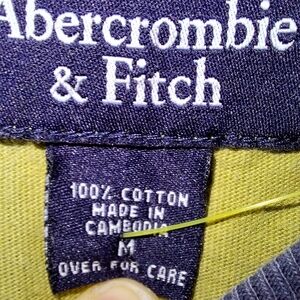 Abercrombie
& Fitch
100% COTTON
MADE IN
CAMBODIA
M
OVER FOR CARE